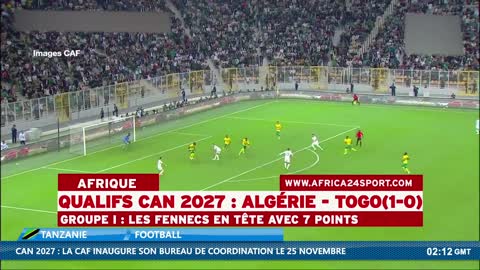 Images CAF
AFRIQUE
WWW.AFRICA24SPORT.COM
QUALIFS CAN 2027 : ALGÉRIE - TOGO(1-0)
GROUPE I : LES FENNECS EN TÊTE AVEC 7 POINTS
TANZANIE FOOTBALL
CAN 2027 : LA CAF INAUGURE SON BUREAU DE COORDINATION LE 25 NOVEMBRE 02:12 GMT